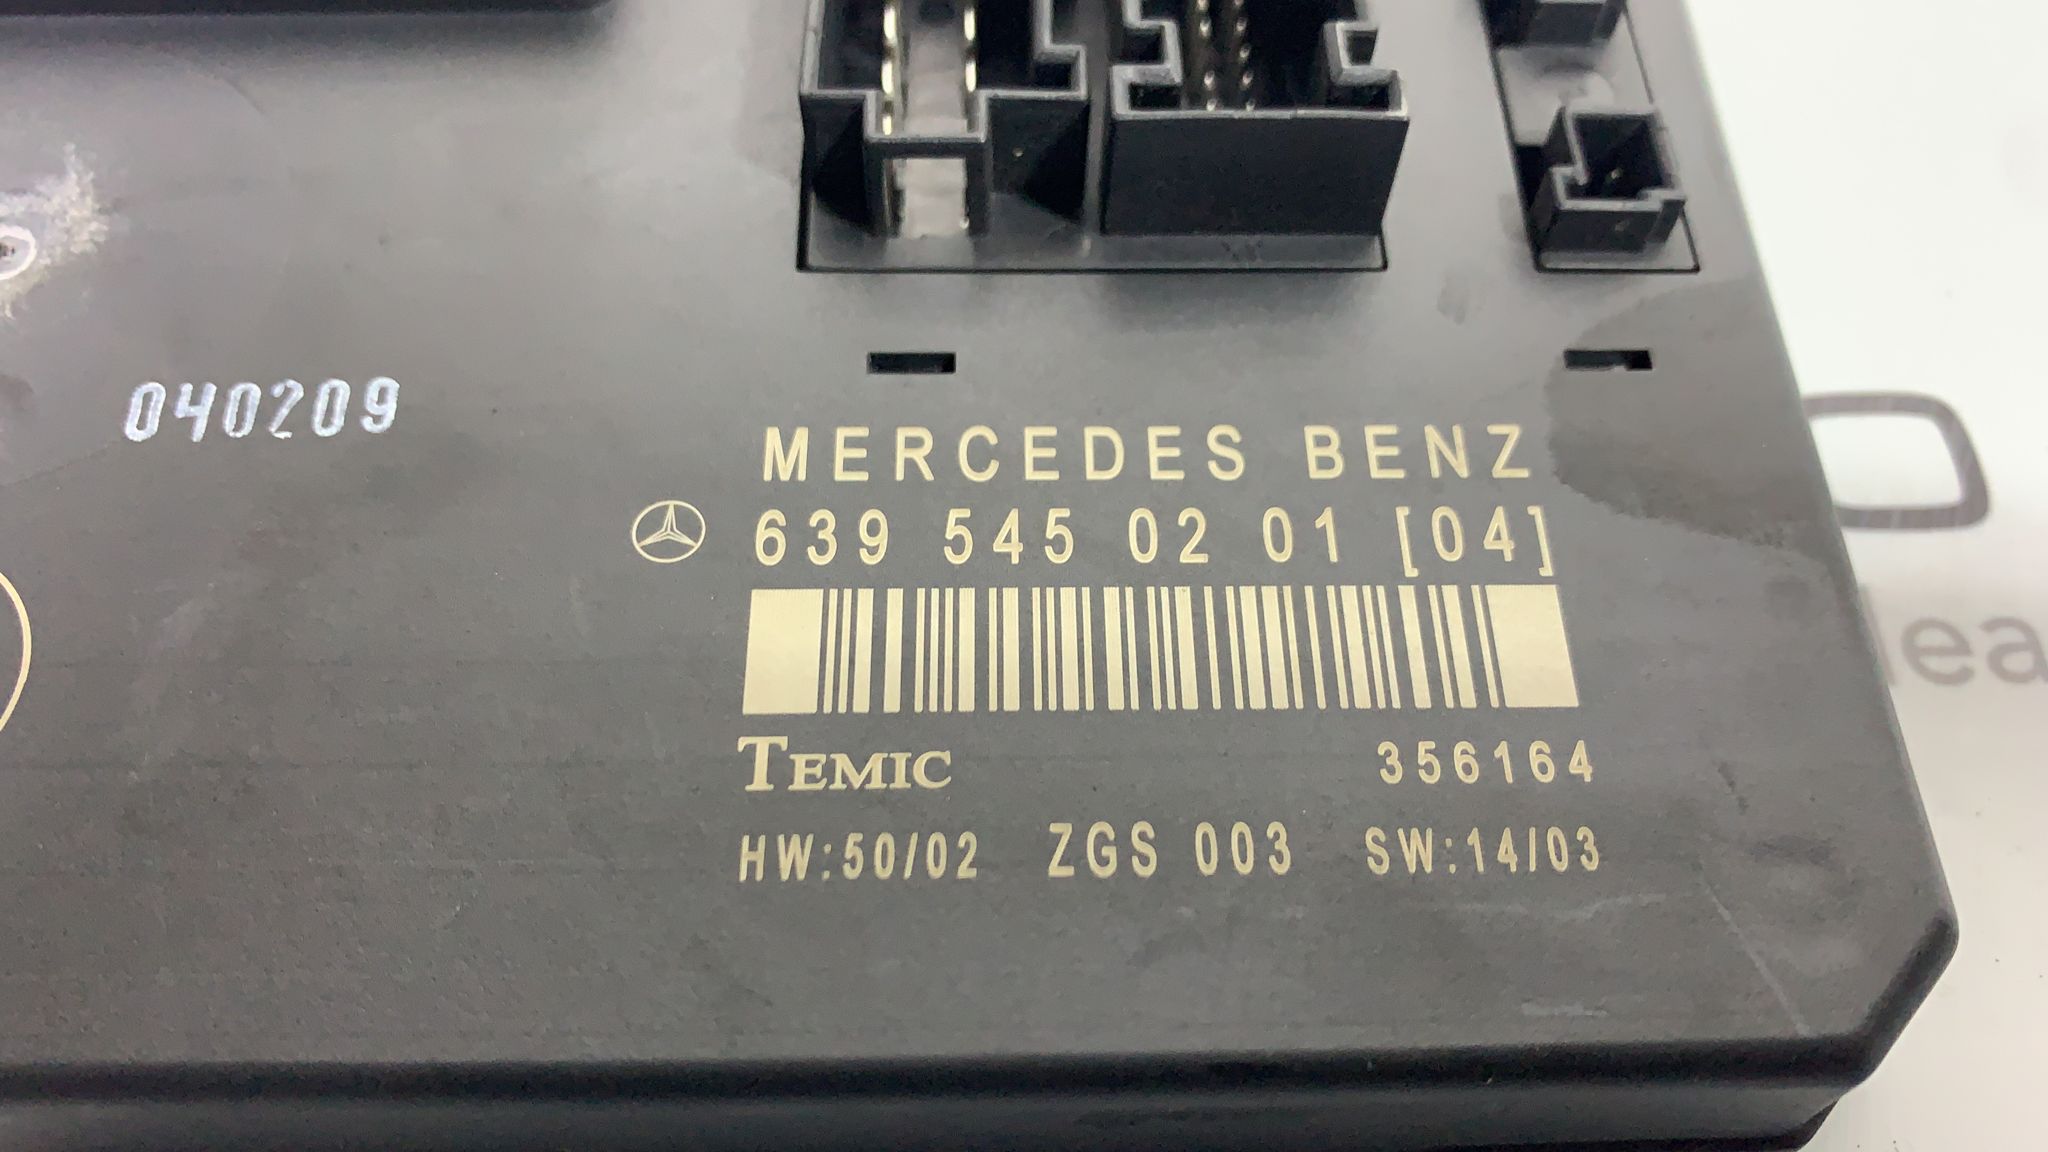 040209
MERCEDES BENZ
639 545 02 01 [04]
TEMIC 356164
HW:50/02 ZGS 003 SW:14/03